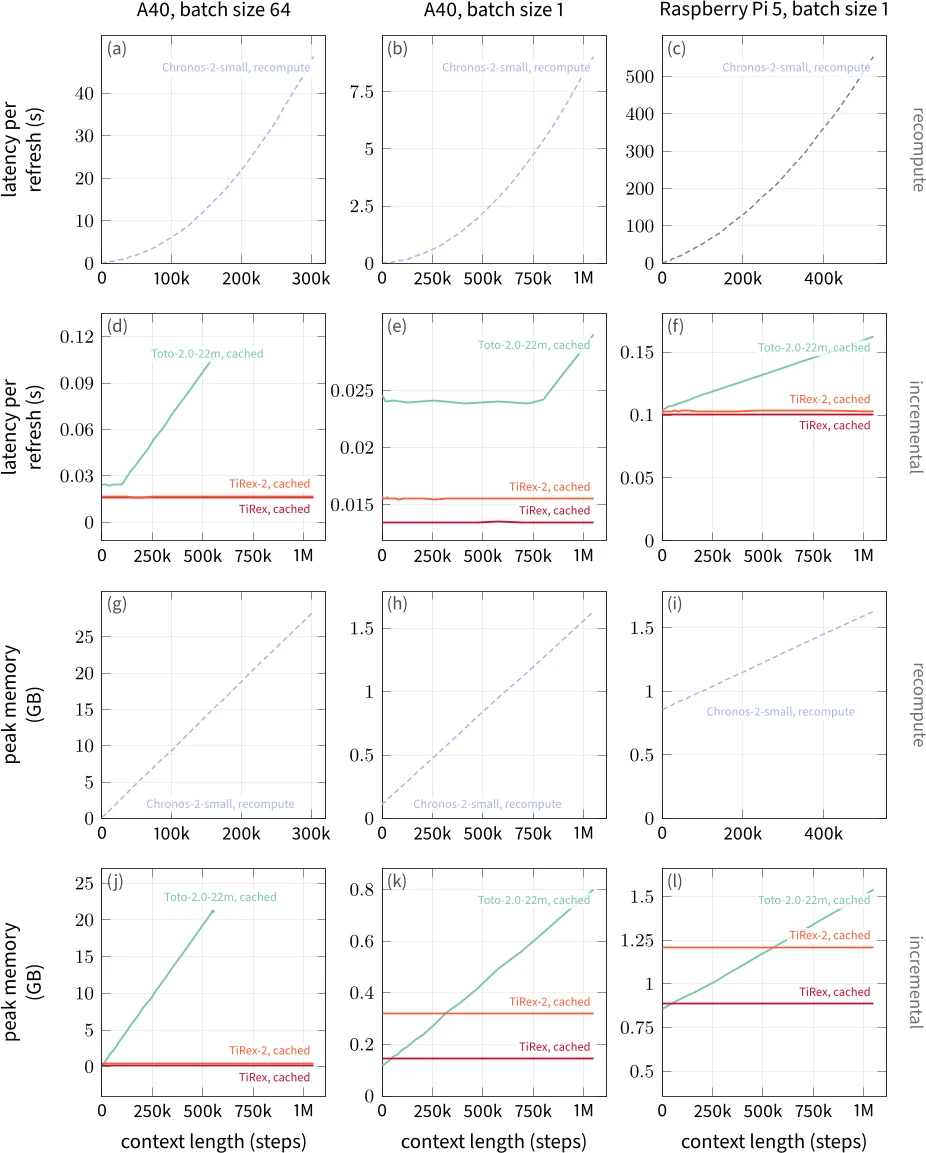 A40, batch size 64
A40, batch size 1
Raspberry Pi 5, batch size 1
latency per
refresh (s)
(a)
Chronos-2-small, recompute
40
30
20
10
0
0 100k 200k 300k
(b)
Chronos-2-small, recompute
7.5
5
2.5
0
0 250k 500k 750k 1M
(c)
Chronos-2-small, recompute
500
400
300
200
100
0
0 200k 400k
recompute
latency per
refresh (s)
(d)
Toto-2.0-22m, cached
TiRex-2, cached
TiRex, cached
0.12
0.09
0.06
0.03
0
0 250k 500k 750k 1M
(e)
Toto-2.0-22m, cached
TiRex-2, cached
TiRex, cached
0.025
0.02
0.015
0 250k 500k 750k 1M
(f)
Toto-2.0-22m, cached
TiRex-2, cached
TiRex, cached
0.15
0.1
0.05
0
0 250k 500k 750k 1M
incremental
peak memory
(GB)
(g)
Chronos-2-small, recompute
25
20
15
10
5
0
0 100k 200k 300k
(h)
Chronos-2-small, recompute
1.5
1
0.5
0
0 250k 500k 750k 1M
(i)
Chronos-2-small, recompute
1.5
1
0.5
0
0 200k 400k
recompute
peak memory
(GB)
(j)
Toto-2.0-22m, cached
TiRex-2, cached
TiRex, cached
25
20
15
10
5
0
0 250k 500k 750k 1M
context length (steps)
(k)
Toto-2.0-22m, cached
TiRex-2, cached
TiRex, cached
0.8
0.6
0.4
0.2
0
0 250k 500k 750k 1M
context length (steps)
(l)
Toto-2.0-22m, cached
TiRex-2, cached
TiRex, cached
1.5
1.25
1
0.75
0.5
0 250k 500k 750k 1M
context length (steps)
incremental